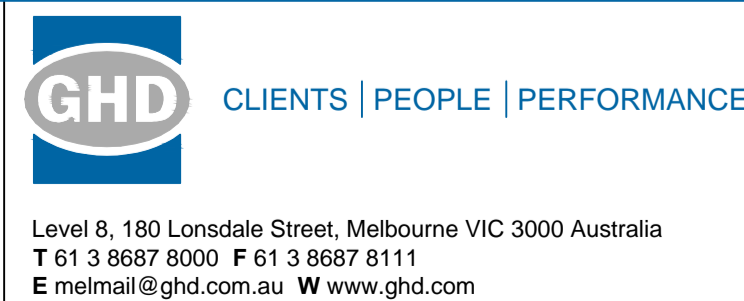 GHD
CLIENTS | PEOPLE | PERFORMANCE
Level 8, 180 Lonsdale Street, Melbourne VIC 3000 Australia
T 61 3 8687 8000 F 61 3 8687 8111
E melmail@ghd.com.au W www.ghd.com